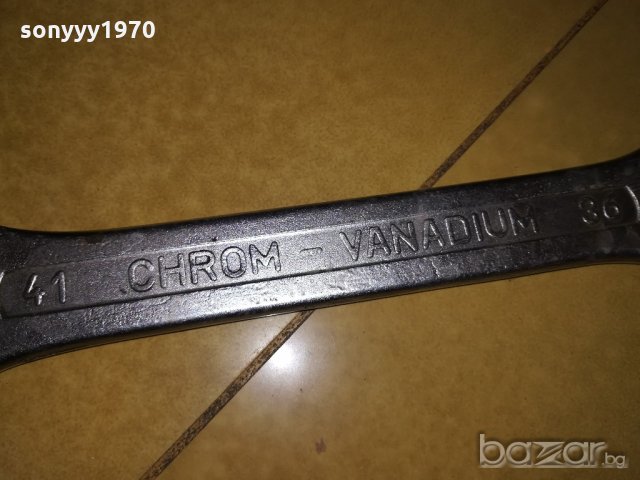 sonyyy1970
41 CHROM - VANADIUM 36
bazar.bg